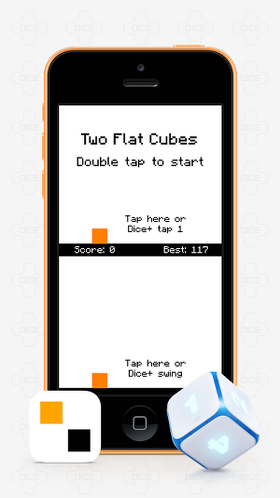 Two Flat Cubes
Double tap to start
Tap here or
Dice+ tap 1
Score: 0 Best: 117
Tap here or
Dice+ swing
1